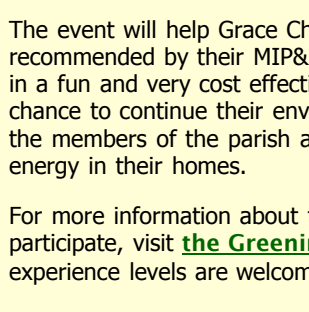 The event will help Grace Ch
recommended by their MIP&
in a fun and very cost effecti
chance to continue their env
the members of the parish a
energy in their homes.
For more information about t
participate, visit the Greeni
experience levels are welcom